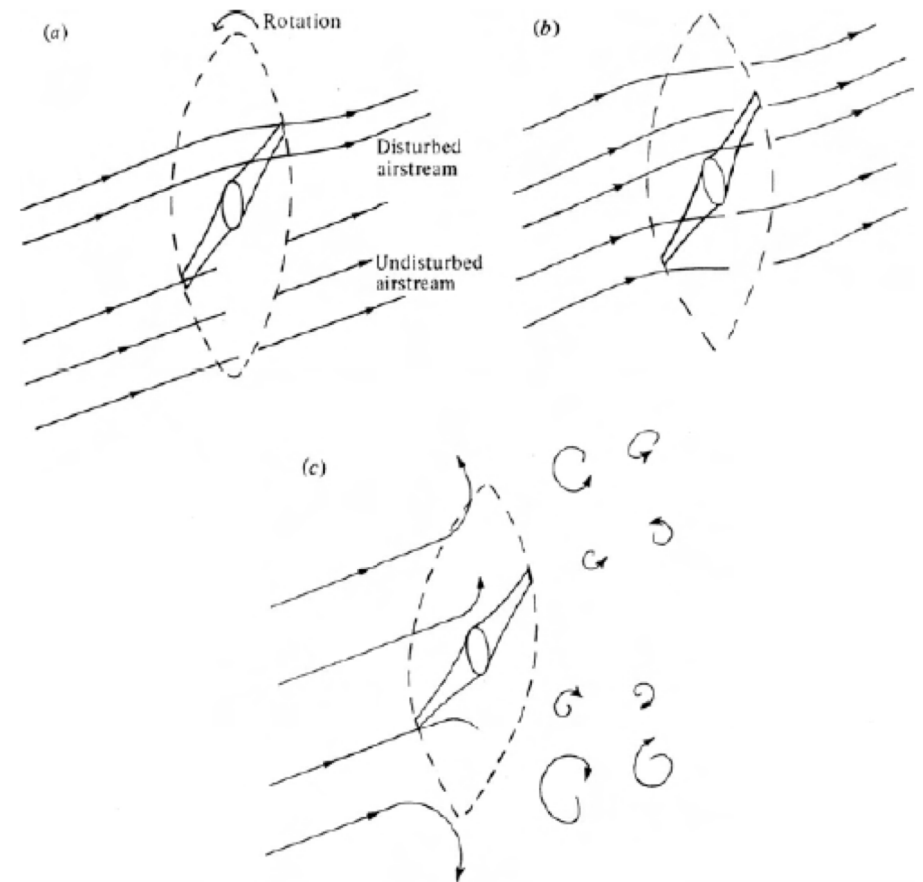 (a)
Rotation
(b)
Disturbed
airstream
Undisturbed
airstream
(c)